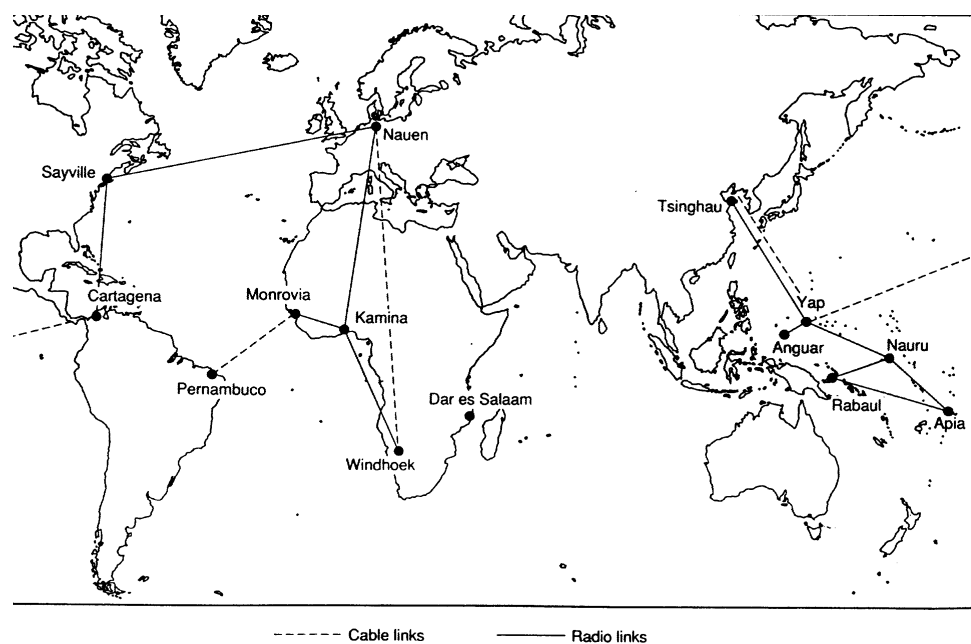 Nauen
Sayville
Tsinghau
Cartagena
Monrovia
Yap
Kamina
Anguar
Nauru
Pernambuco
Dar es Salaam
Rabaul
Apia
Windhoek
Cable links
Radio links